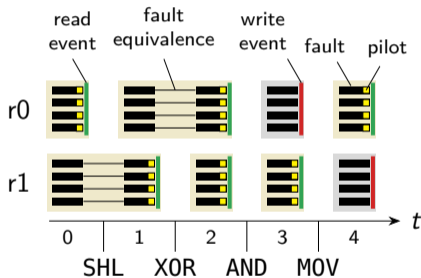 read
event
fault
equivalence
write
event
fault
pilot
r0
r1
t
0 1 2 3 4
SHL XOR AND MOV